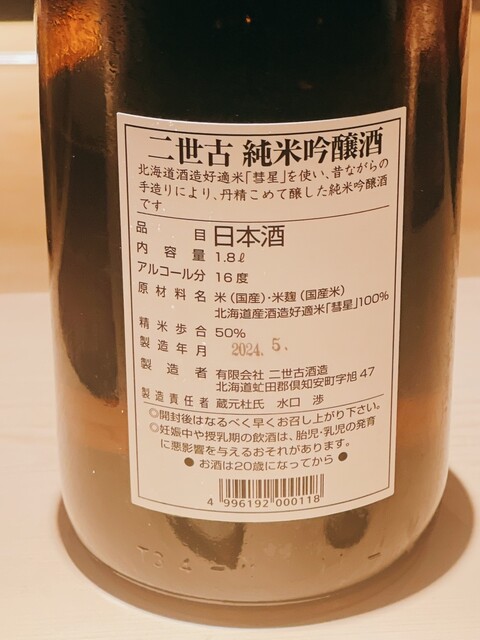 二世古 純米吟醸酒
北海道酒造好適米「彗星」を使い、昔ながらの
手造りにより、丹精こめて醸した純米吟醸酒
です。
品目 日本酒
内容量 1.8ℓ
アルコール分 16度
原材料名 米(国産)・米麹(国産米)
北海道産酒造好適米「彗星」100%
精米歩合 50%
製造年月 2024.5.
製造者 有限会社 二世古酒造
北海道虻田郡倶知安町字旭47
製造責任者 蔵元杜氏 水口 渉
◎開封後はなるべく早くお召し上がり下さい。
◎妊娠中や授乳期の飲酒は、胎児・乳児の発育
に悪影響を与えるおそれがあります。
● お酒は20歳になってから ●
4 996192 000118